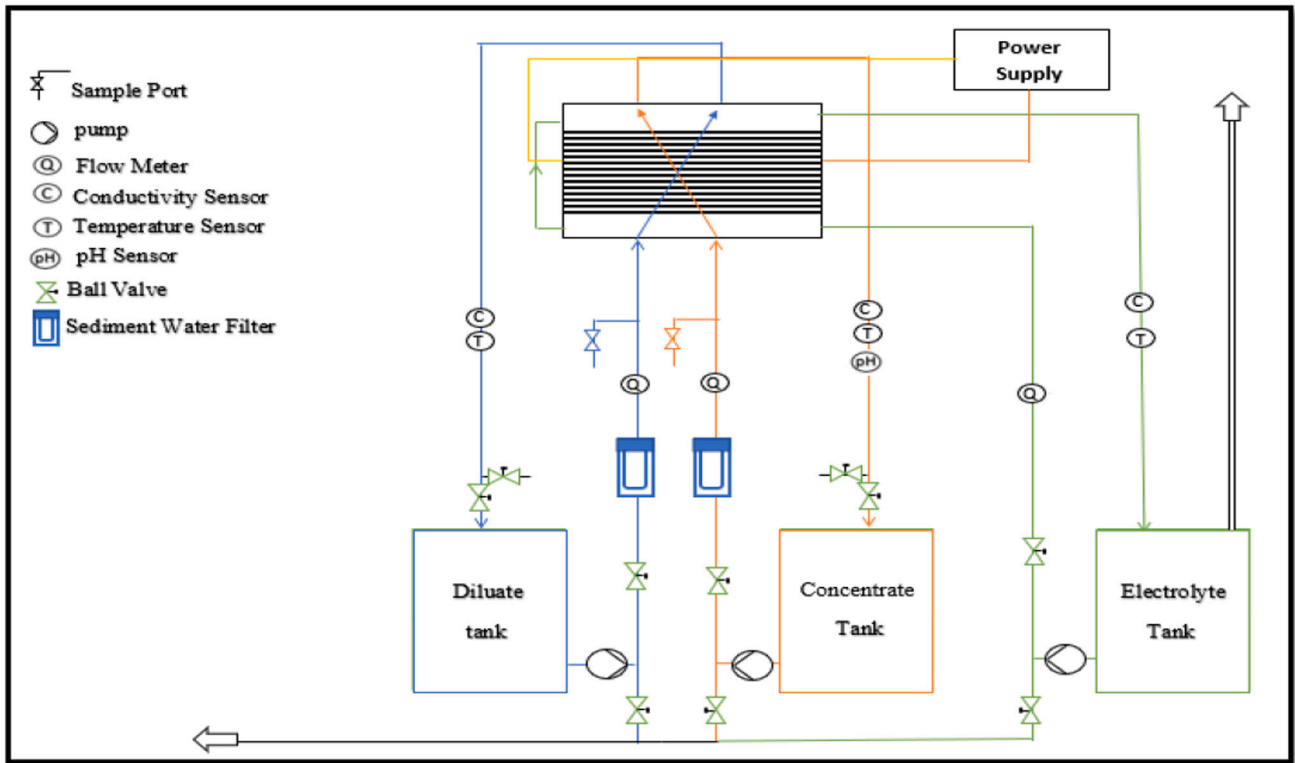 Power
Supply
Sample Port
pump
Q Flow Meter
C Conductivity Sensor
T Temperature Sensor
pH pH Sensor
Ball Valve
Sediment Water Filter
C
T
C
T
pH
C
T
Q
Q
Q
Diluate
tank
Concentrate
Tank
Electrolyte
Tank